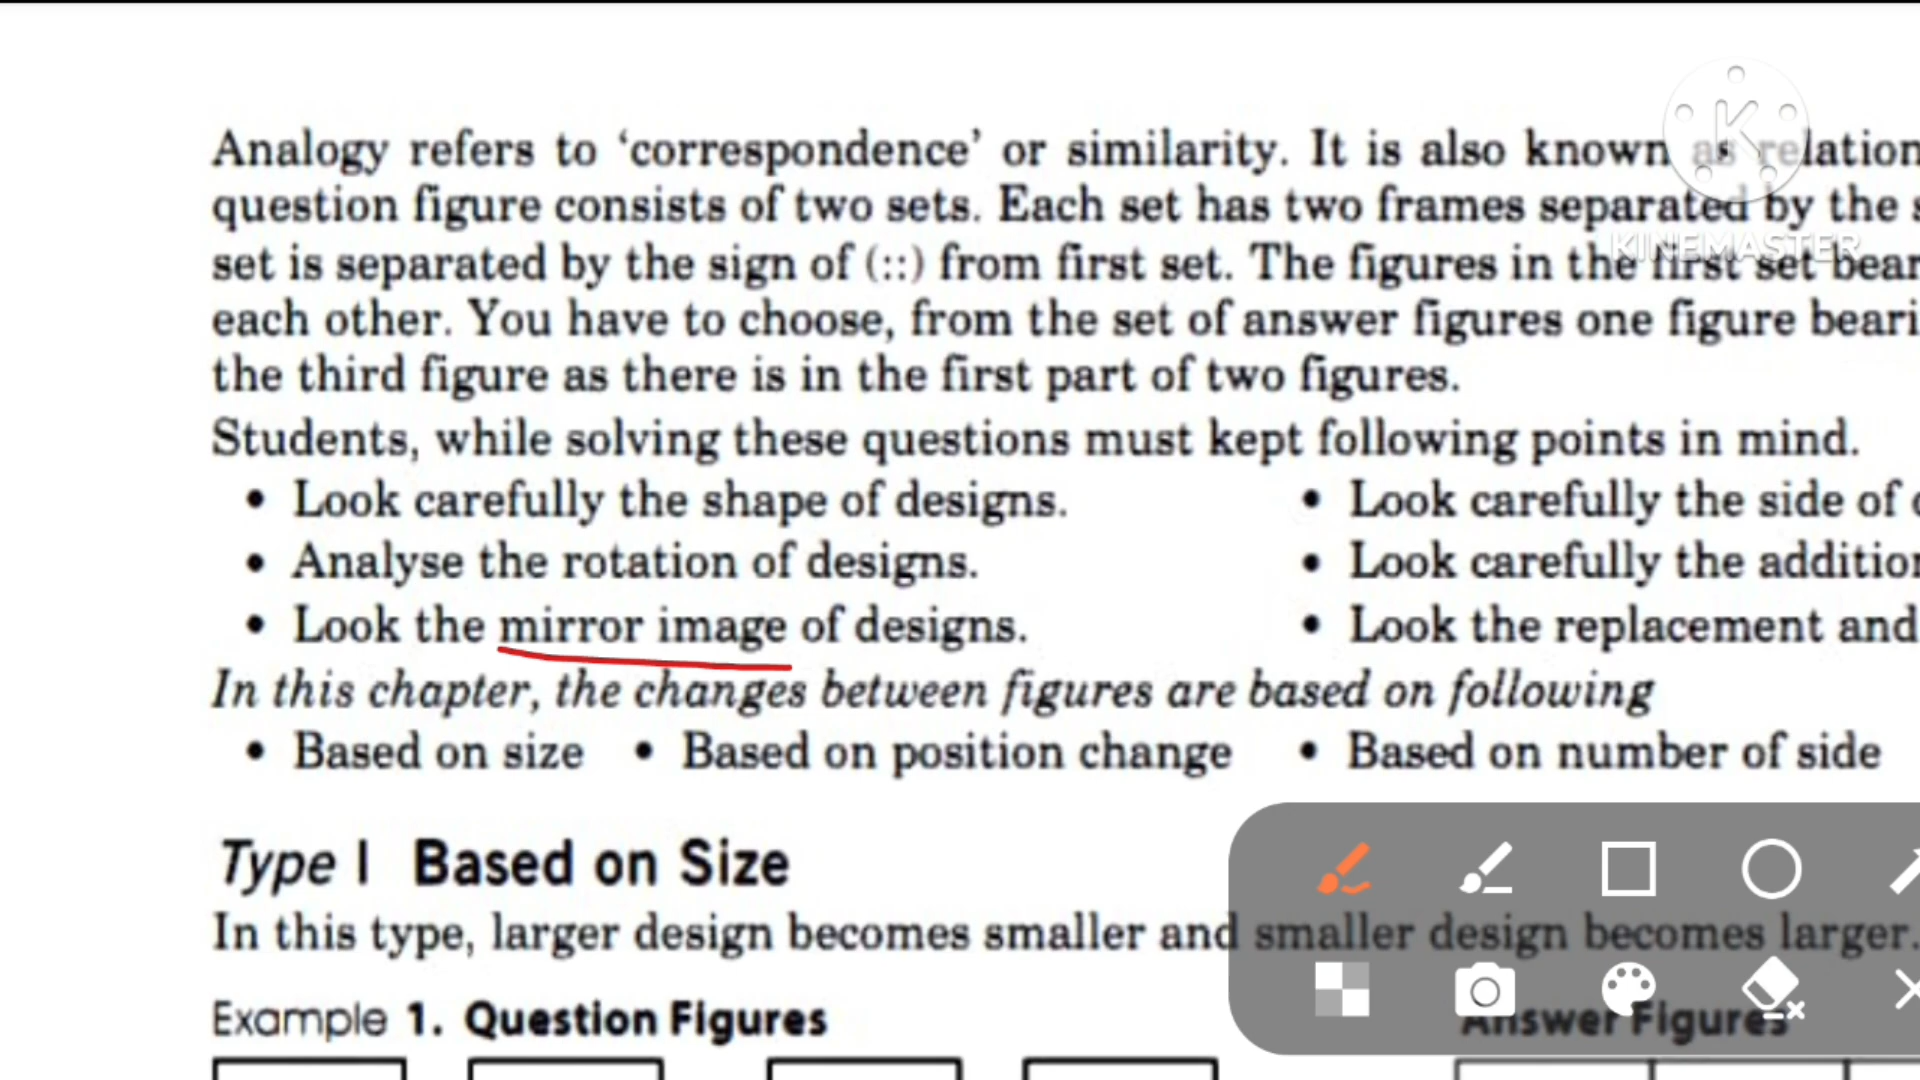 Analogy refers to ‘correspondence’ or similarity. It is also known as relation
question figure consists of two sets. Each set has two frames separated by the s
set is separated by the sign of (::) from first set. The figures in the first set bear
each other. You have to choose, from the set of answer figures one figure beari
the third figure as there is in the first part of two figures.
Students, while solving these questions must kept following points in mind.
• Look carefully the shape of designs. • Look carefully the side of
• Analyse the rotation of designs. • Look carefully the addition
• Look the mirror image of designs. • Look the replacement and
In this chapter, the changes between figures are based on following
• Based on size • Based on position change • Based on number of side
Type I Based on Size
In this type, larger design becomes smaller and smaller design becomes larger.
Example 1. Question Figures Answer Figures
K
KINEMASTER